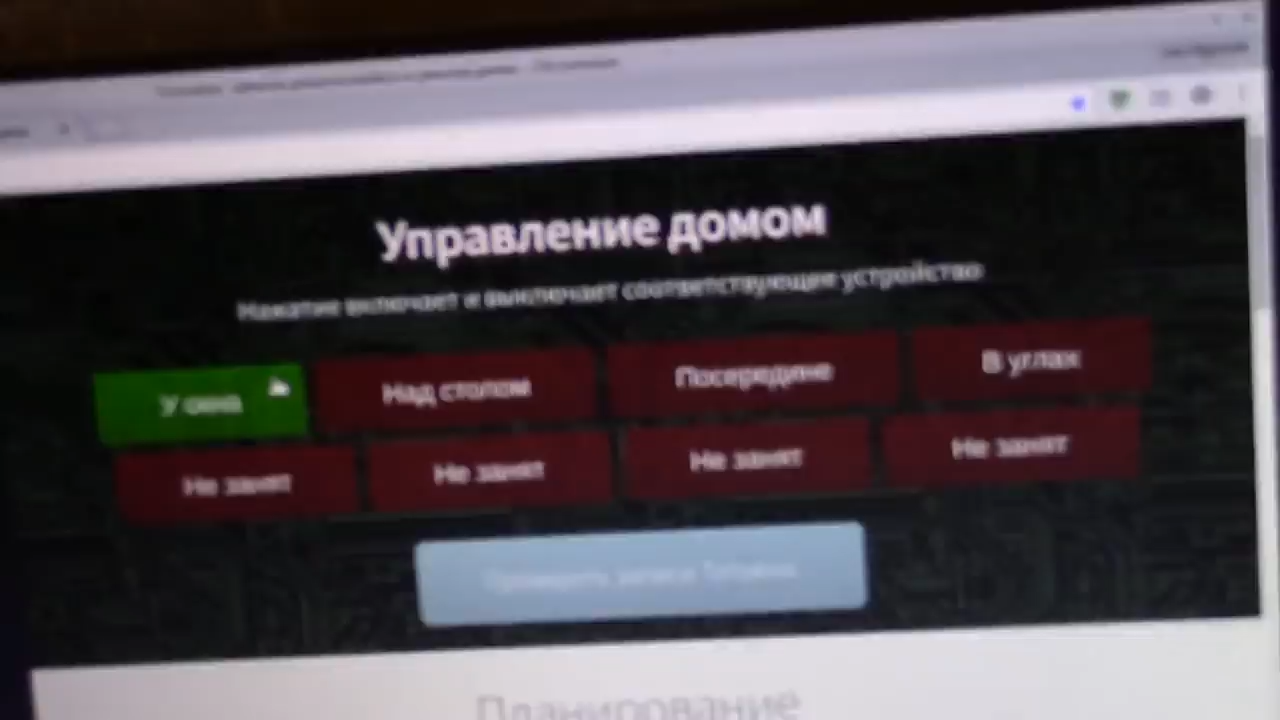 Управление домом
Нажатие включает и выключает соответствующее устройство
У окна Над столом Посередине В углах
Не занят Не занят Не занят Не занят
Планирование